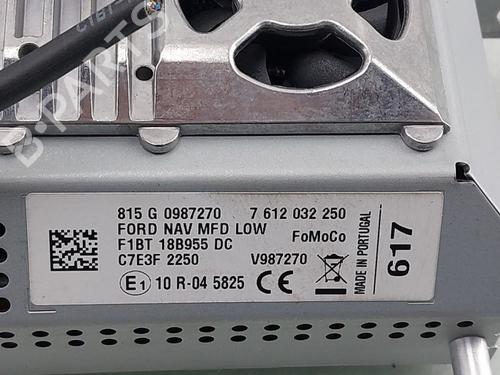 B-PARTS
815 G 0987270 7 612 032 250
FORD NAV MFD LOW
F1BT 18B955 DC FoMoCo
C7E3F 2250 V987270
E1 10 R-04 5825 CE
MADE IN PORTUGAL
617